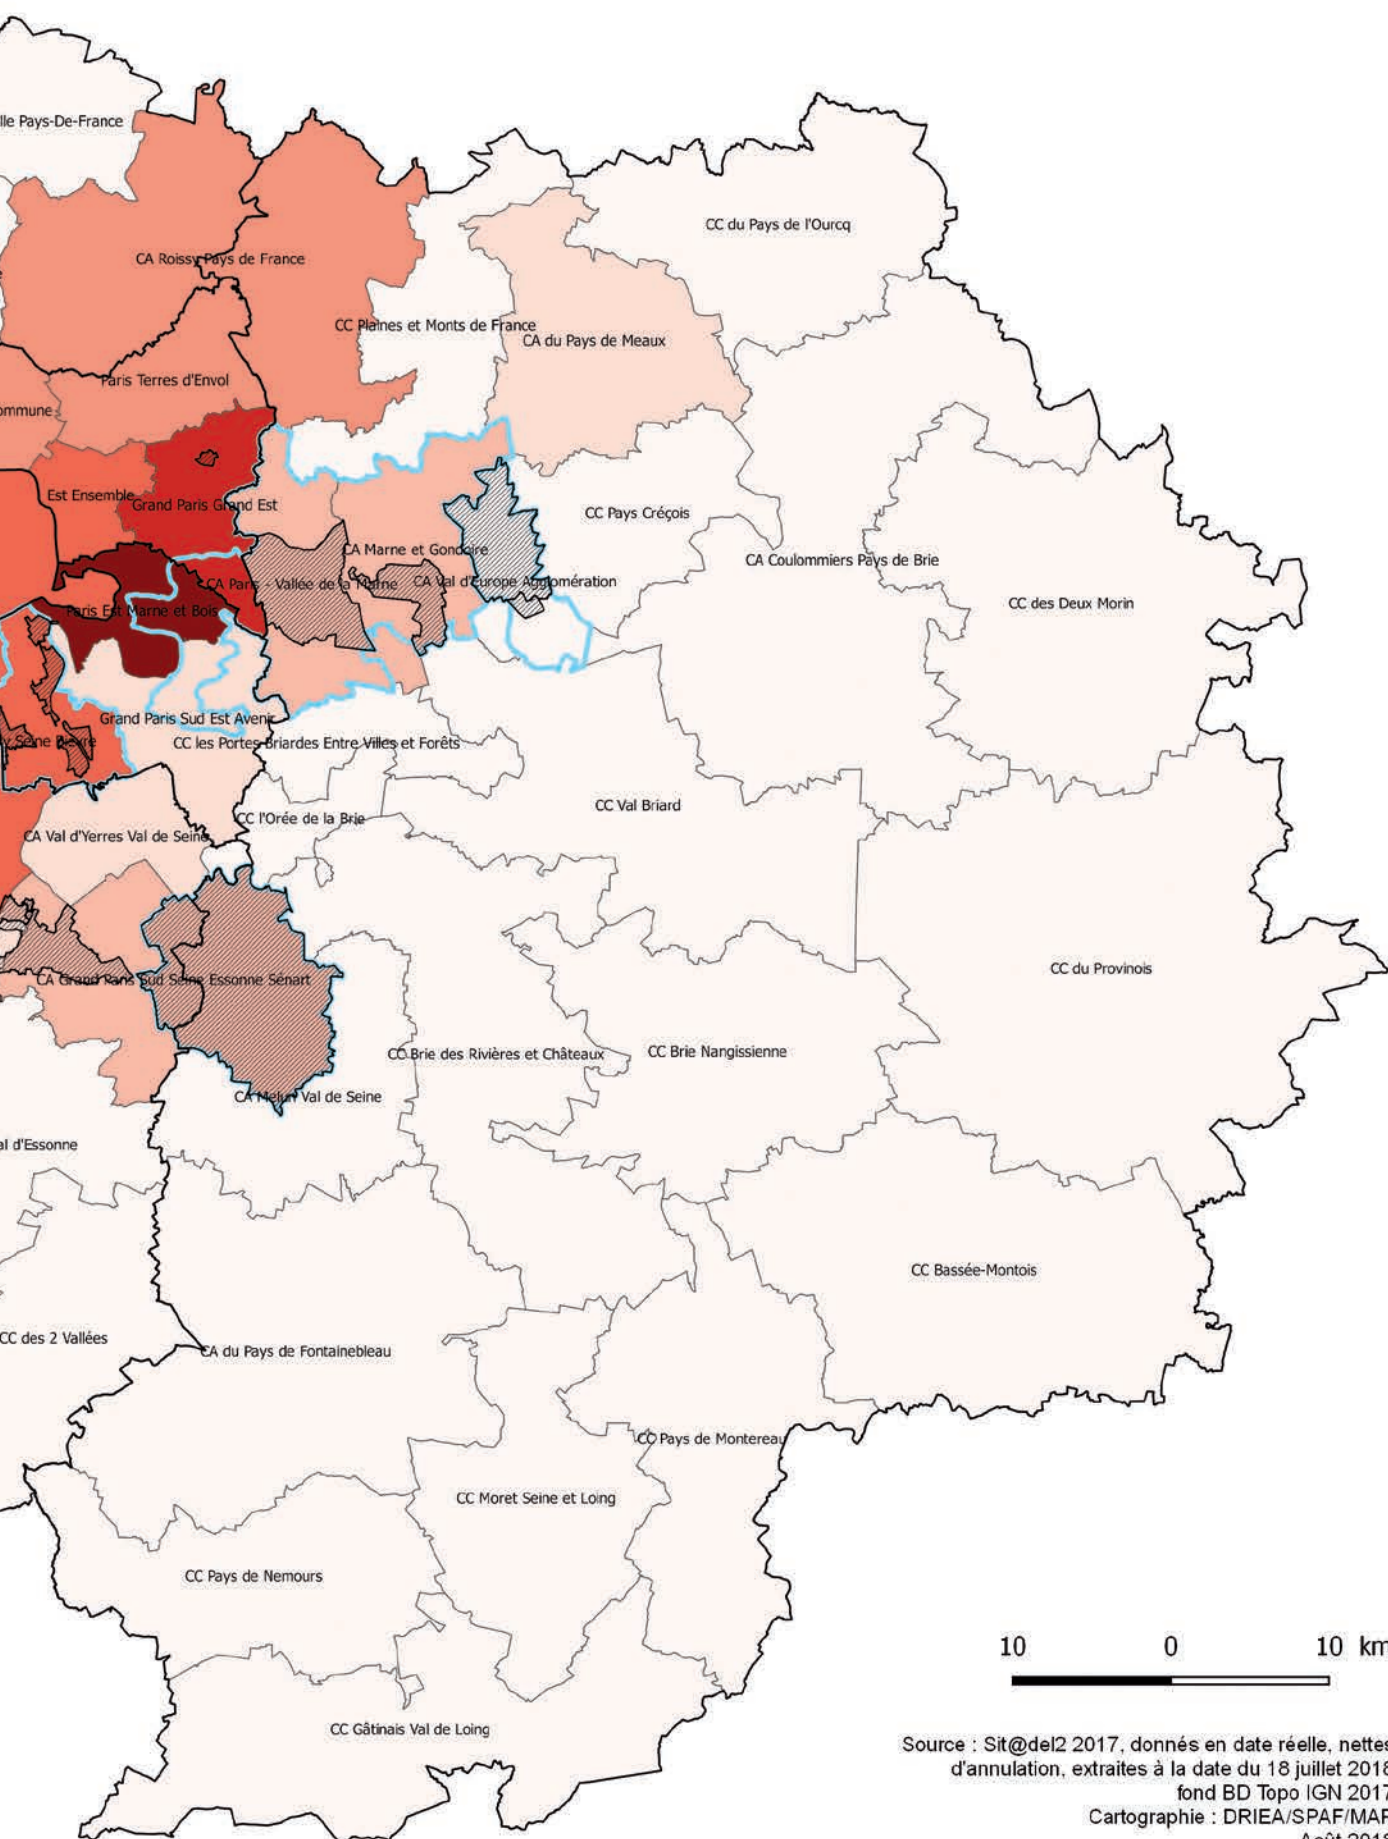 lle Pays-De-France
CC du Pays de l'Ourcq
CA Roissy Pays de France
CC Plaines et Monts de France
CA du Pays de Meaux
Paris Terres d'Envol
ommune
Est Ensemble
Grand Paris Grand Est
CC Pays Créçois
CA Marne et Gondoire
CA Coulommiers Pays de Brie
CA Paris - Vallée de la Marne
CA Val d'Europe Agglomération
CC des Deux Morin
Paris Est Marne et Bois
Grand Paris Sud Est Avenir
y Seine Bièvre
CC les Portes Briardes Entre Villes et Forêts
CC Val Briard
CC l'Orée de la Brie
CA Val d'Yerres Val de Seine
CC du Provinois
CA Grand Paris Sud Seine Essonne Sénart
CC Brie des Rivières et Châteaux
CC Brie Nangissienne
CA Melun Val de Seine
al d'Essonne
CC Bassée-Montois
CC des 2 Vallées
CA du Pays de Fontainebleau
CC Pays de Montereau
CC Moret Seine et Loing
CC Pays de Nemours
10 0 10 km
CC Gâtinais Val de Loing
Source : Sit@del2 2017, donnés en date réelle, nettes
d'annulation, extraites à la date du 18 juillet 2018
fond BD Topo IGN 2017
Cartographie : DRIEA/SPAF/MAP
Août 2018